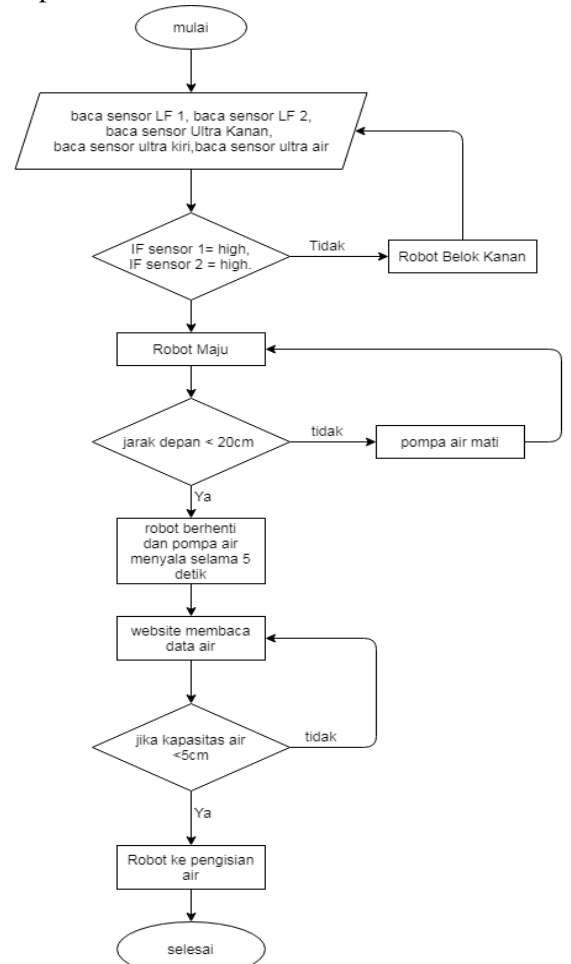 mulai
baca sensor LF 1, baca sensor LF 2,
baca sensor Ultra Kanan,
baca sensor ultra kiri,baca sensor ultra air
IF sensor 1= high,
IF sensor 2 = high.
Tidak
Robot Belok Kanan
Robot Maju
jarak depan < 20cm
tidak
pompa air mati
Ya
robot berhenti
dan pompa air
menyala selama 5
detik
website membaca
data air
jika kapasitas air
<5cm
tidak
Ya
Robot ke pengisian
air
selesai